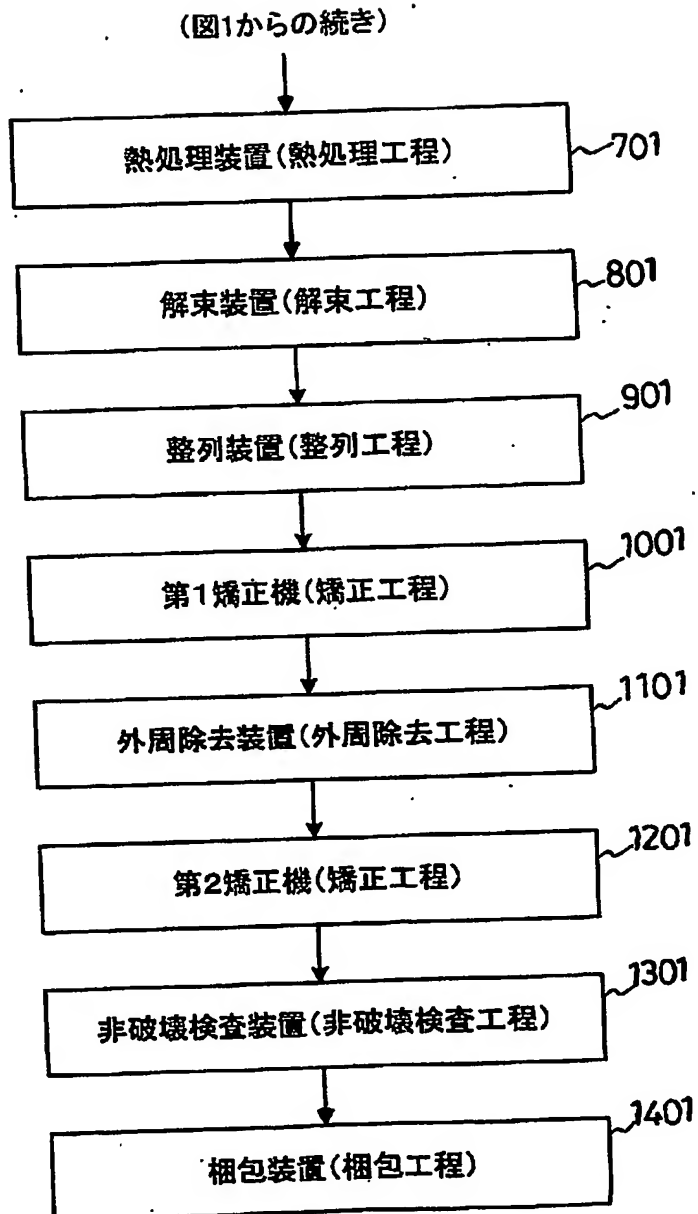 (図1からの続き)
熱処理装置(熱処理工程)
701
解束装置(解束工程)
801
整列装置(整列工程)
901
第1矯正機(矯正工程)
1001
外周除去装置(外周除去工程)
1101
第2矯正機(矯正工程)
1201
非破壊検査装置(非破壊検査工程)
1301
梱包装置(梱包工程)
1401